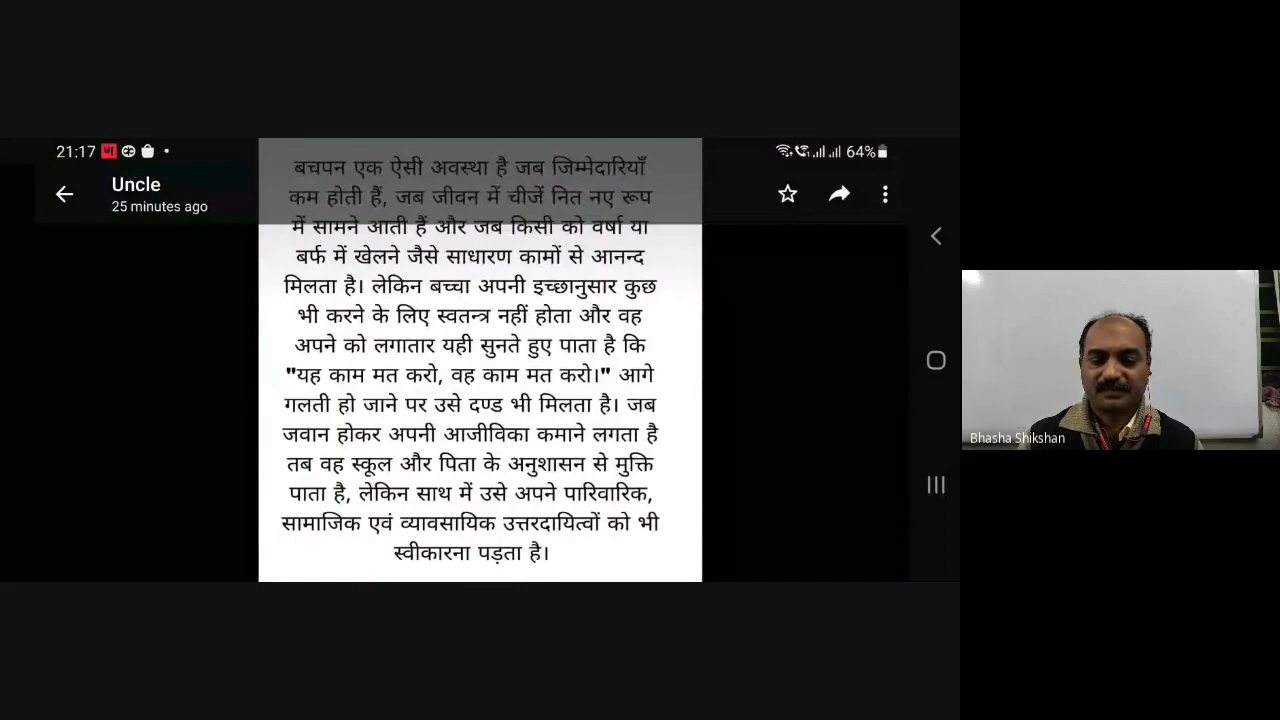 21:17
64%
Uncle
25 minutes ago
बचपन एक ऐसी अवस्था है जब जिम्मेदारियाँ
कम होती हैं, जब जीवन में चीजें नित नए रूप
में सामने आती हैं और जब किसी को वर्षा या
बर्फ में खेलने जैसे साधारण कामों से आनन्द
मिलता है। लेकिन बच्चा अपनी इच्छानुसार कुछ
भी करने के लिए स्वतन्त्र नहीं होता और वह
अपने को लगातार यही सुनते हुए पाता है कि
"यह काम मत करो, वह काम मत करो।" आगे
गलती हो जाने पर उसे दण्ड भी मिलता है। जब
जवान होकर अपनी आजीविका कमाने लगता है
तब वह स्कूल और पिता के अनुशासन से मुक्ति
पाता है, लेकिन साथ में उसे अपने पारिवारिक,
सामाजिक एवं व्यावसायिक उत्तरदायित्वों को भी
स्वीकारना पड़ता है।
Bhasha Shikshan